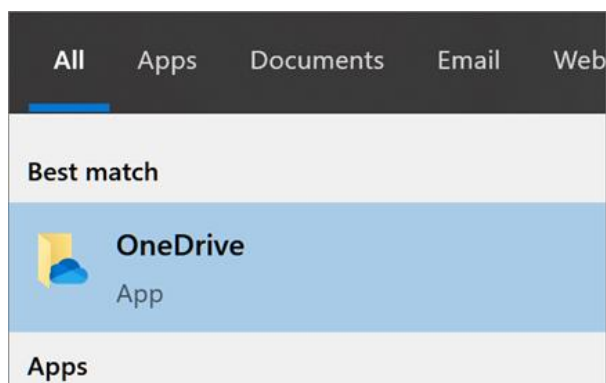 All Apps Documents Email Web
Best match
OneDrive
App
Apps